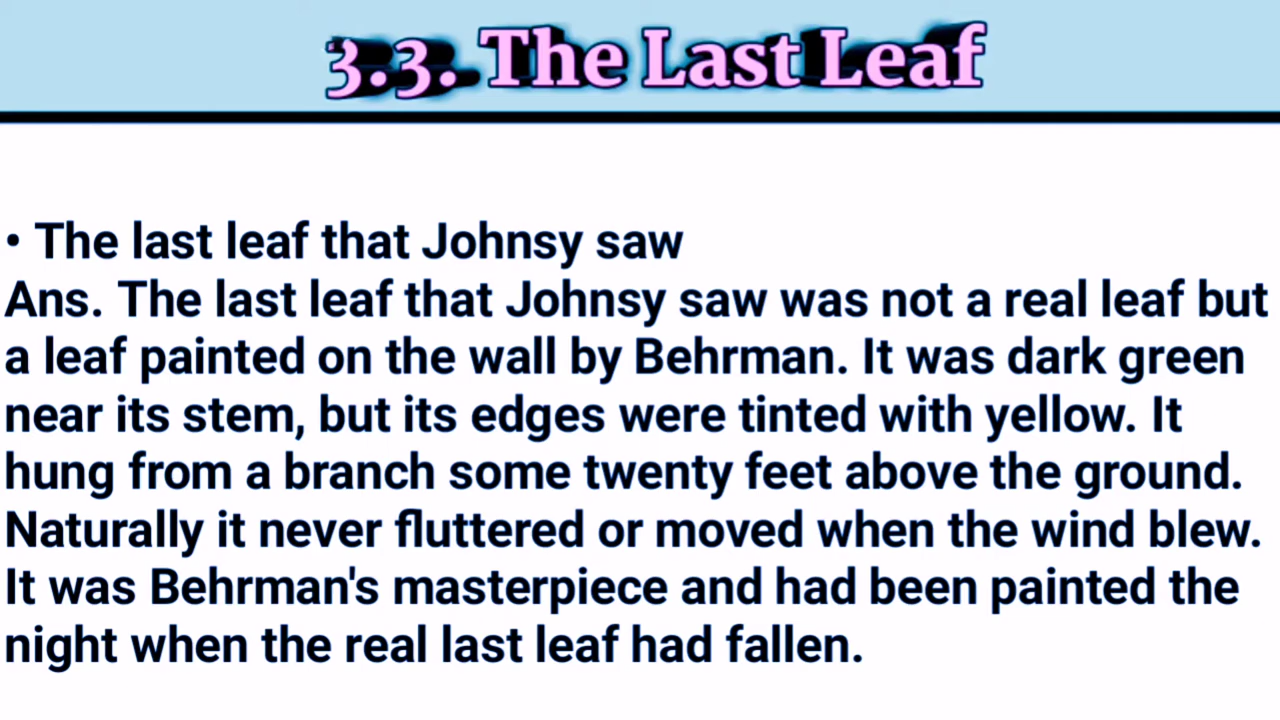 3.3. The Last Leaf
• The last leaf that Johnsy saw
Ans. The last leaf that Johnsy saw was not a real leaf but
a leaf painted on the wall by Behrman. It was dark green
near its stem, but its edges were tinted with yellow. It
hung from a branch some twenty feet above the ground.
Naturally it never fluttered or moved when the wind blew.
It was Behrman's masterpiece and had been painted the
night when the real last leaf had fallen.